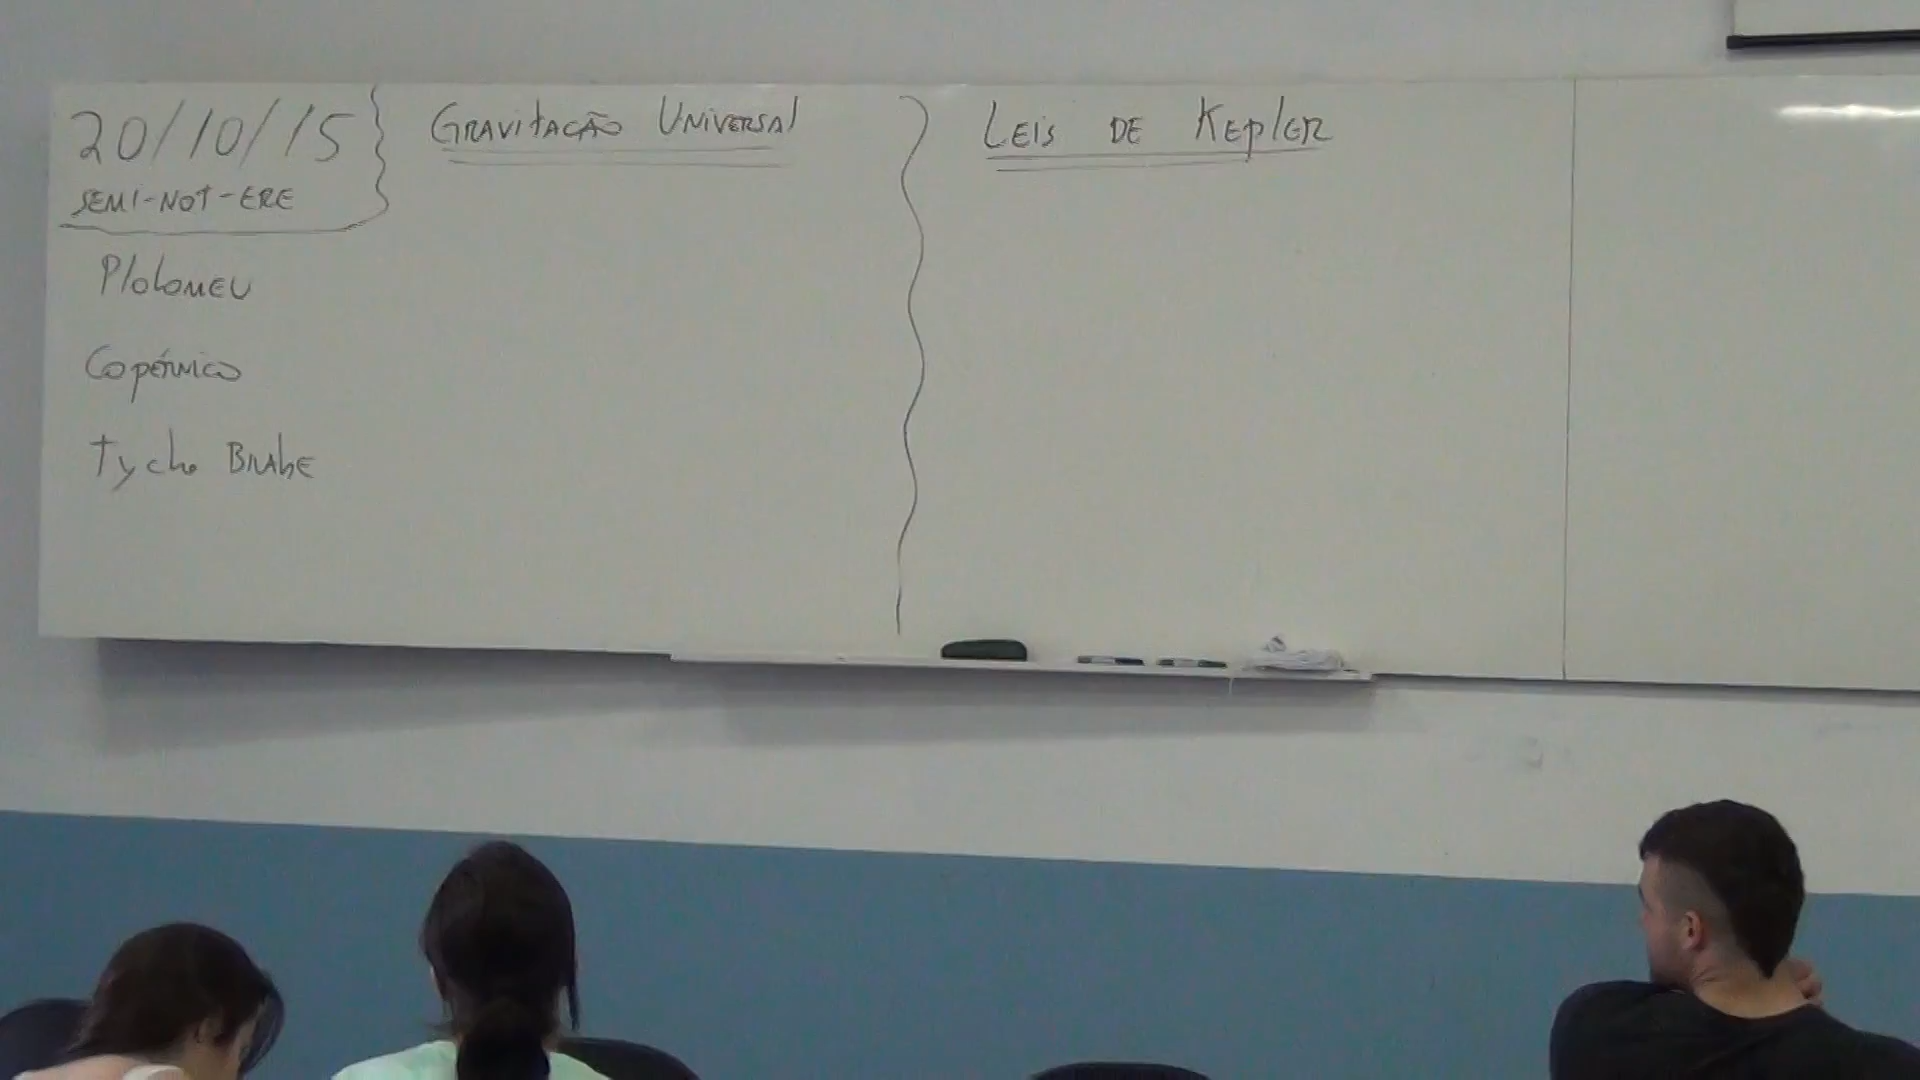 20/10/15
SEMI-NOT-ERE
Ptolomeu
Copérnico
Tycho Brahe
Gravitação Universal
Leis de Kepler